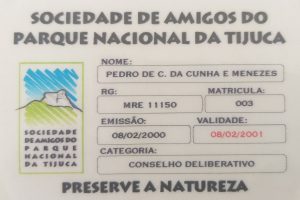 SOCIEDADE DE AMIGOS DO
PARQUE NACIONAL DA TIJUCA
NOME:
PEDRO DE C. DA CUNHA E MENEZES
RG: MATRICULA:
MRE 11150 003
EMISSÃO: VALIDADE:
08/02/2000 08/02/2001
CATEGORIA:
CONSELHO DELIBERATIVO
SOCIEDADE
DE AMIGOS DO
PARQUE
NACIONAL
DA TIJUCA
PRESERVE A NATUREZA